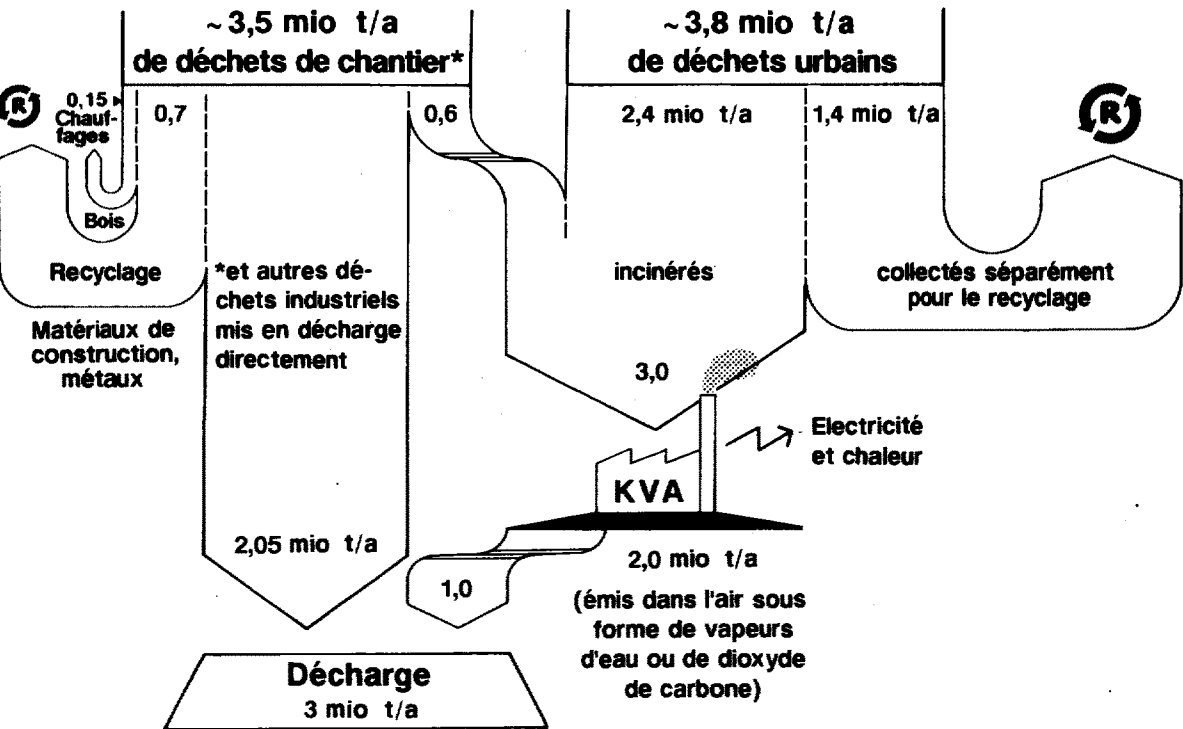 ~ 3,5 mio t/a
de déchets de chantier*
~ 3,8 mio t/a
de déchets urbains
R
0,15
Chauf-
fages
0,7
0,6
2,4 mio t/a
1,4 mio t/a
R
Bois
Recyclage
Matériaux de
construction,
métaux
*et autres dé-
chets industriels
mis en décharge
directement
incinérés
collectés séparément
pour le recyclage
3,0
Electricité
et chaleur
KVA
2,05 mio t/a
1,0
2,0 mio t/a
(émis dans l'air sous
forme de vapeurs
d'eau ou de dioxyde
de carbone)
Décharge
3 mio t/a